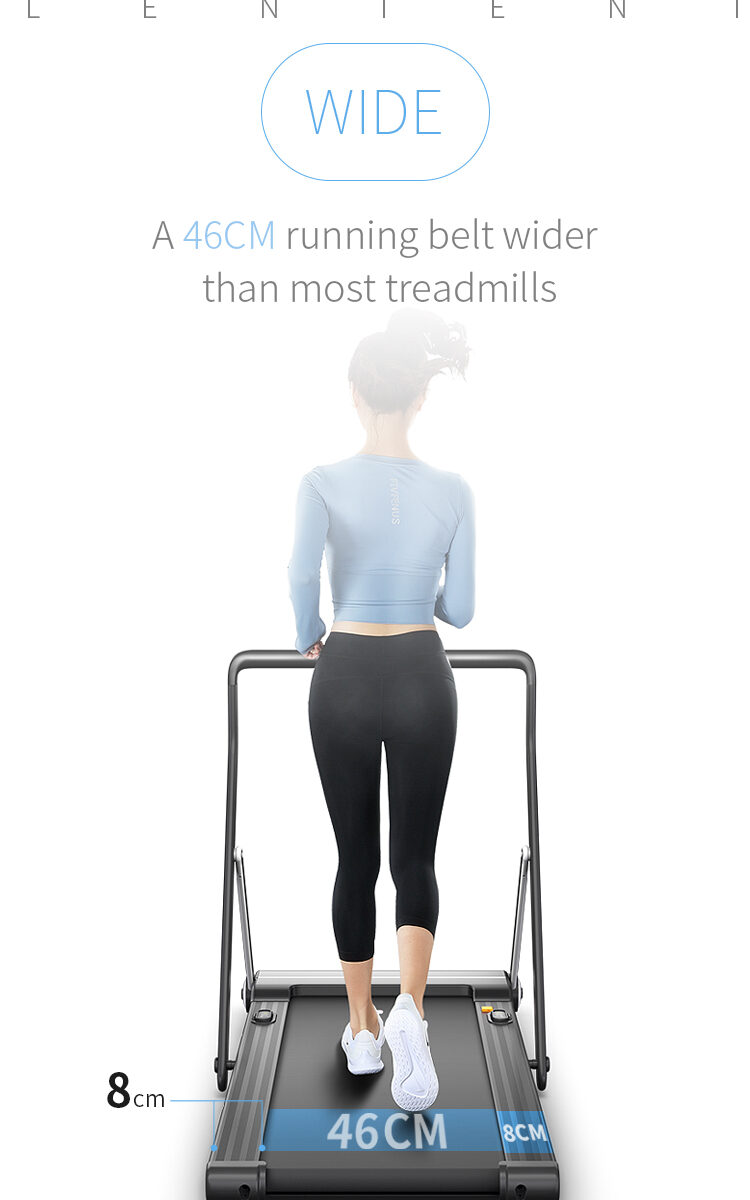 L E N I E N T
WIDE
A 46CM running belt wider
than most treadmills
8cm
46CM
8CM